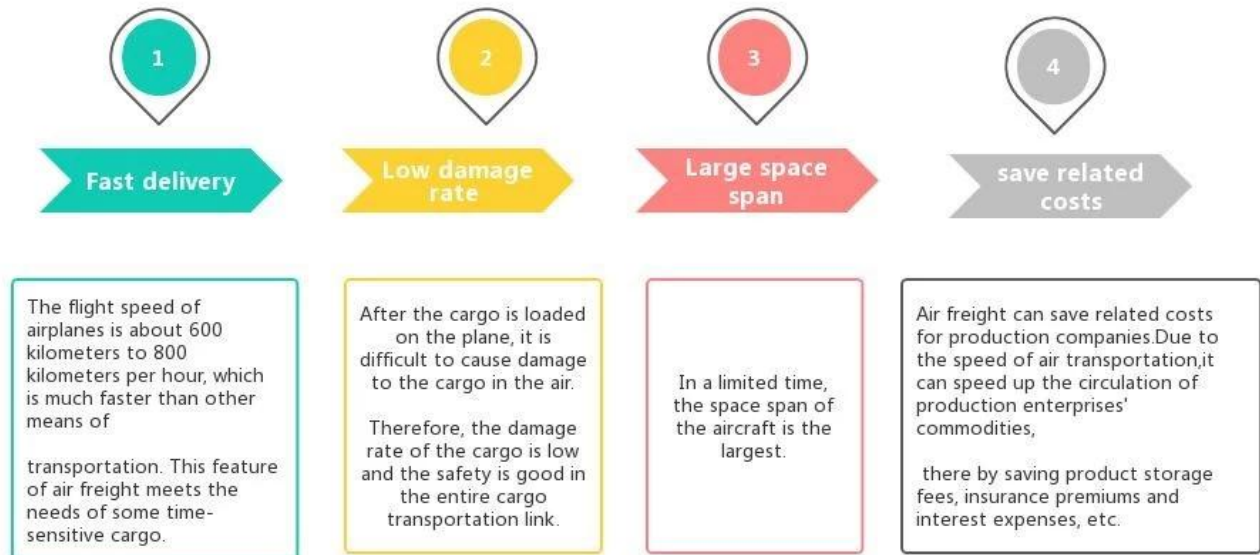 1
Fast delivery
The flight speed of
airplanes is about 600
kilometers to 800
kilometers per hour, which
is much faster than other
means of
transportation. This feature
of air freight meets the
needs of some time-
sensitive cargo.
2
Low damage
rate
After the cargo is loaded
on the plane, it is
difficult to cause damage
to the cargo in the air.
Therefore, the damage
rate of the cargo is low
and the safety is good in
the entire cargo
transportation link.
3
Large space
span
In a limited time,
the space span of
the aircraft is the
largest.
4
save related
costs
Air freight can save related costs
for production companies.Due to
the speed of air transportation,it
can speed up the circulation of
production enterprises'
commodities,
there by saving product storage
fees, insurance premiums and
interest expenses, etc.